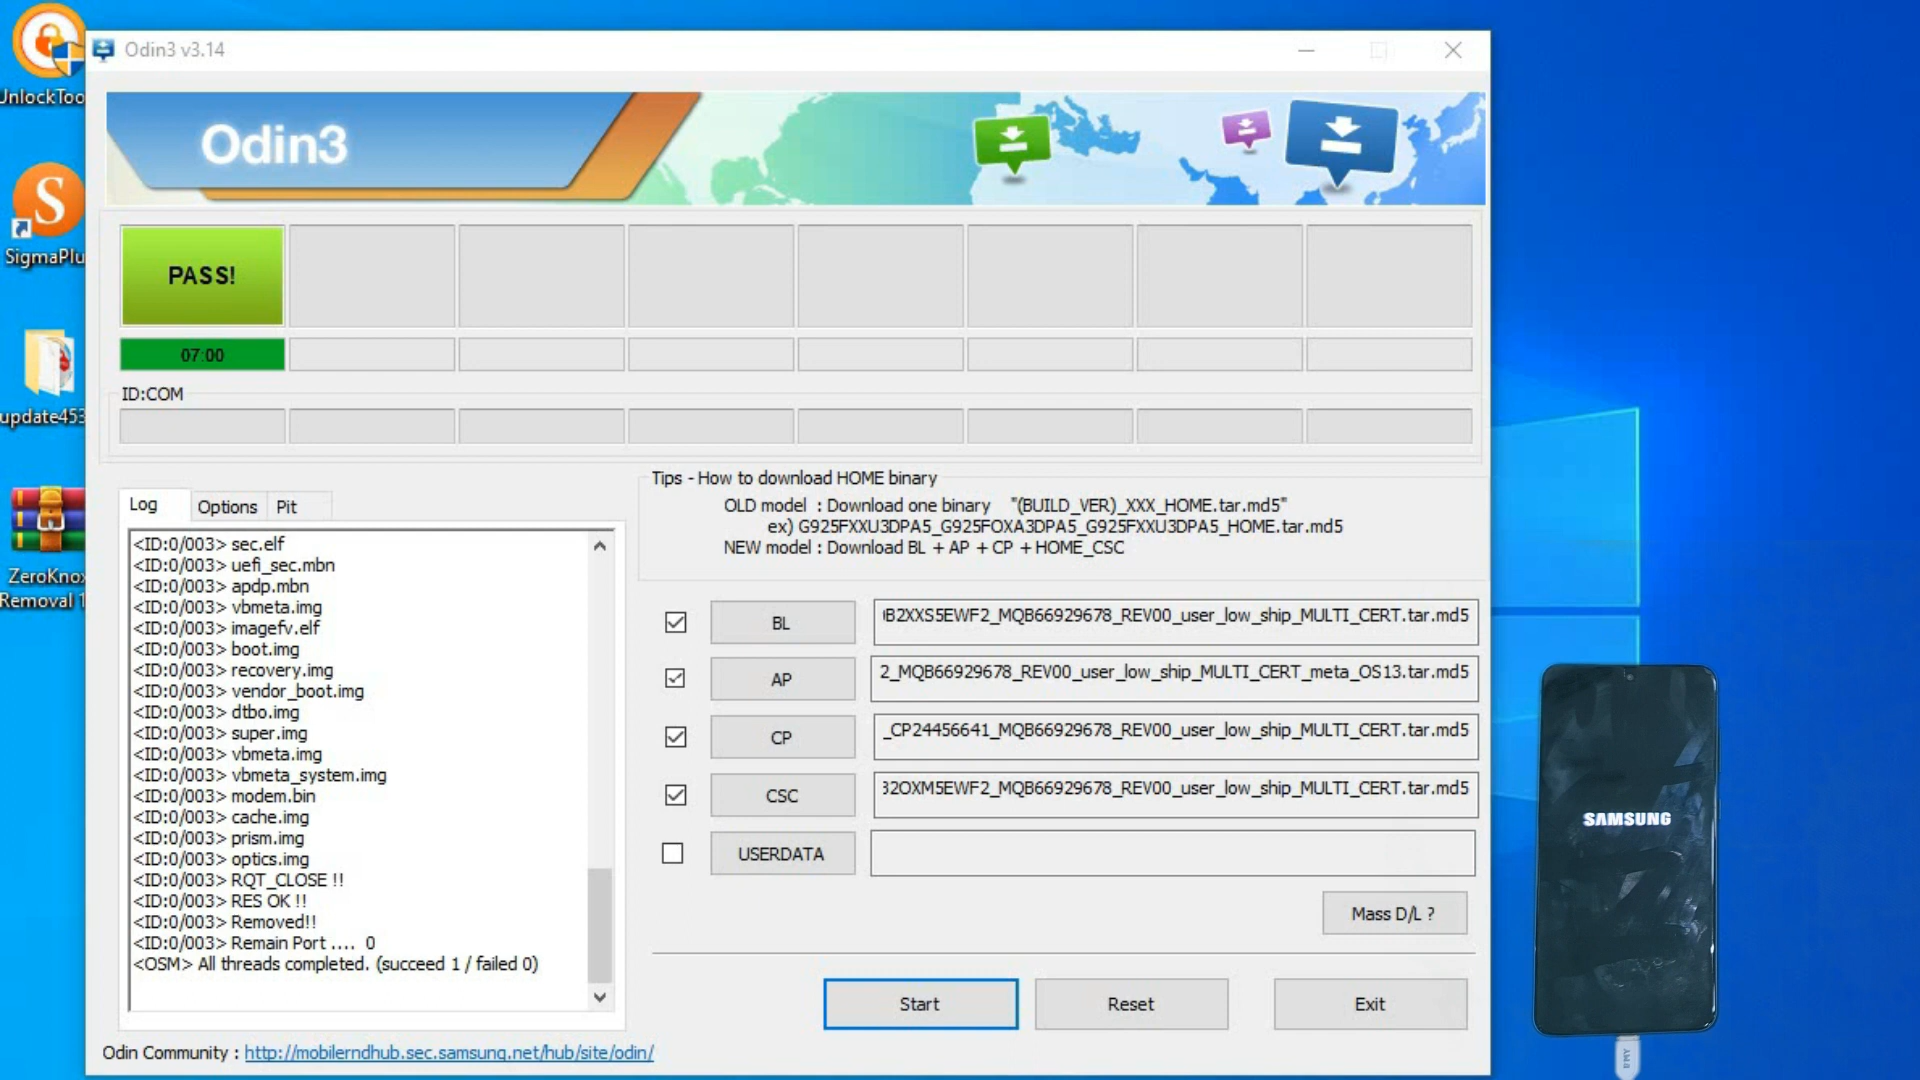 UnlockToo
SigmaPlu
update453
ZeroKnox
Removal 1
Odin3 v3.14
Odin3
PASS!
07:00
ID:COM
Log
Options
Pit
<ID:0/003> sec.elf
<ID:0/003> uefi_sec.mbn
<ID:0/003> apdp.mbn
<ID:0/003> vbmeta.img
<ID:0/003> imagefv.elf
<ID:0/003> boot.img
<ID:0/003> recovery.img
<ID:0/003> vendor_boot.img
<ID:0/003> dtbo.img
<ID:0/003> super.img
<ID:0/003> vbmeta.img
<ID:0/003> vbmeta_system.img
<ID:0/003> modem.bin
<ID:0/003> cache.img
<ID:0/003> prism.img
<ID:0/003> optics.img
<ID:0/003> RQT_CLOSE !!
<ID:0/003> RES OK !!
<ID:0/003> Removed!!
<ID:0/003> Remain Port .... 0
<OSM> All threads completed. (succeed 1 / failed 0)
Tips - How to download HOME binary
OLD model : Download one binary "(BUILD_VER)_XXX_HOME.tar.md5"
ex) G925FXXU3DPA5_G925FOXA3DPA5_G925FXXU3DPA5_HOME.tar.md5
NEW model : Download BL + AP + CP + HOME_CSC
BL
B2XXS5EWF2_MQB66929678_REV00_user_low_ship_MULTI_CERT.tar.md5
AP
2_MQB66929678_REV00_user_low_ship_MULTI_CERT_meta_OS13.tar.md5
CP
_CP24456641_MQB66929678_REV00_user_low_ship_MULTI_CERT.tar.md5
CSC
32OXM5EWF2_MQB66929678_REV00_user_low_ship_MULTI_CERT.tar.md5
USERDATA
Mass D/L ?
Start
Reset
Exit
Odin Community : http://mobilerndhub.sec.samsung.net/hub/site/odin/
SAMSUNG